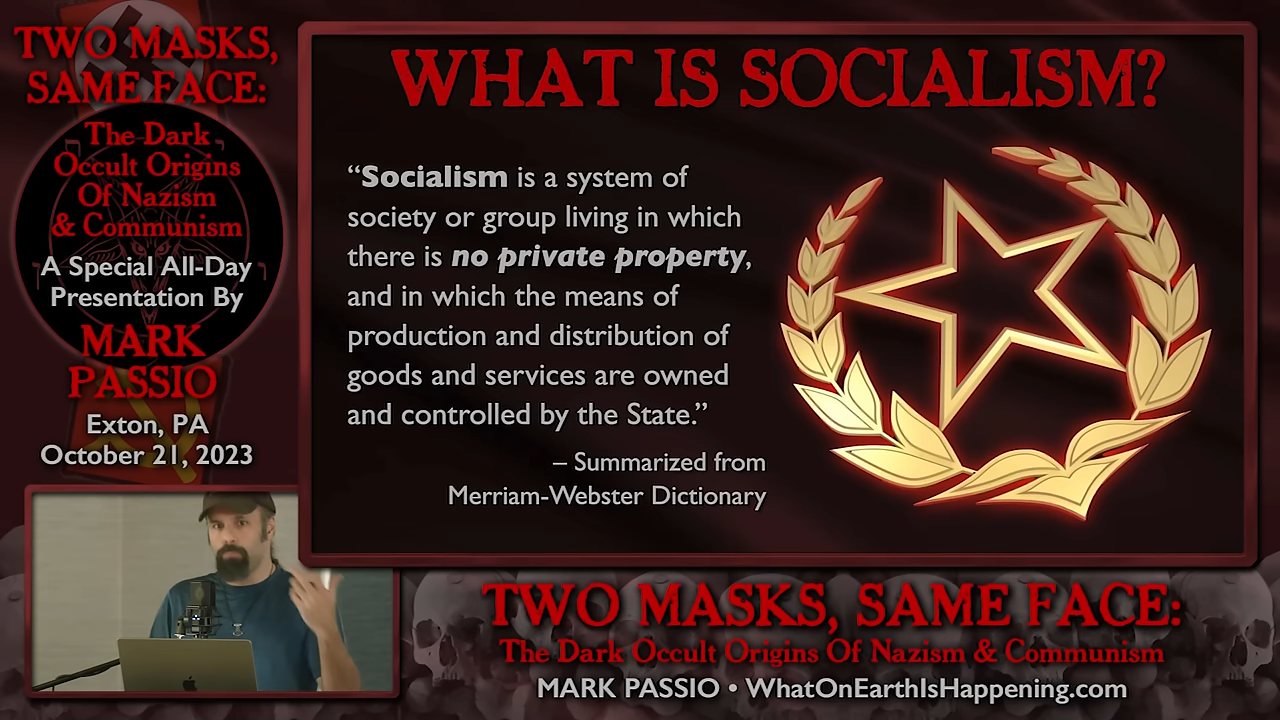 TWO MASKS,
SAME FACE:
The Dark
Occult Origins
Of Nazism
& Communism
A Special All-Day
Presentation By
MARK
PASSIO
Exton, PA
October 21, 2023
WHAT IS SOCIALISM?
“Socialism is a system of
society or group living in which
there is no private property,
and in which the means of
production and distribution of
goods and services are owned
and controlled by the State.”
– Summarized from
Merriam-Webster Dictionary
TWO MASKS, SAME FACE:
The Dark Occult Origins Of Nazism & Communism
MARK PASSIO • WhatOnEarthIsHappening.com